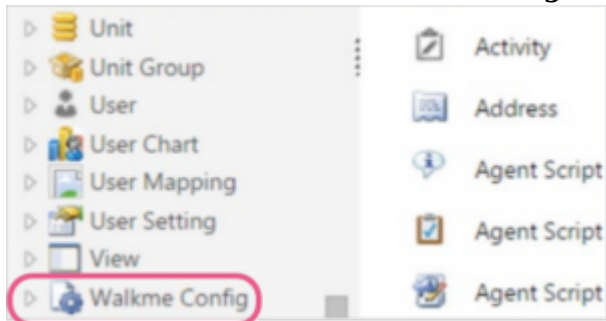 Unit
Unit Group
User
User Chart
User Mapping
User Setting
View
Walkme Config
Activity
Address
Agent Script
Agent Script
Agent Script